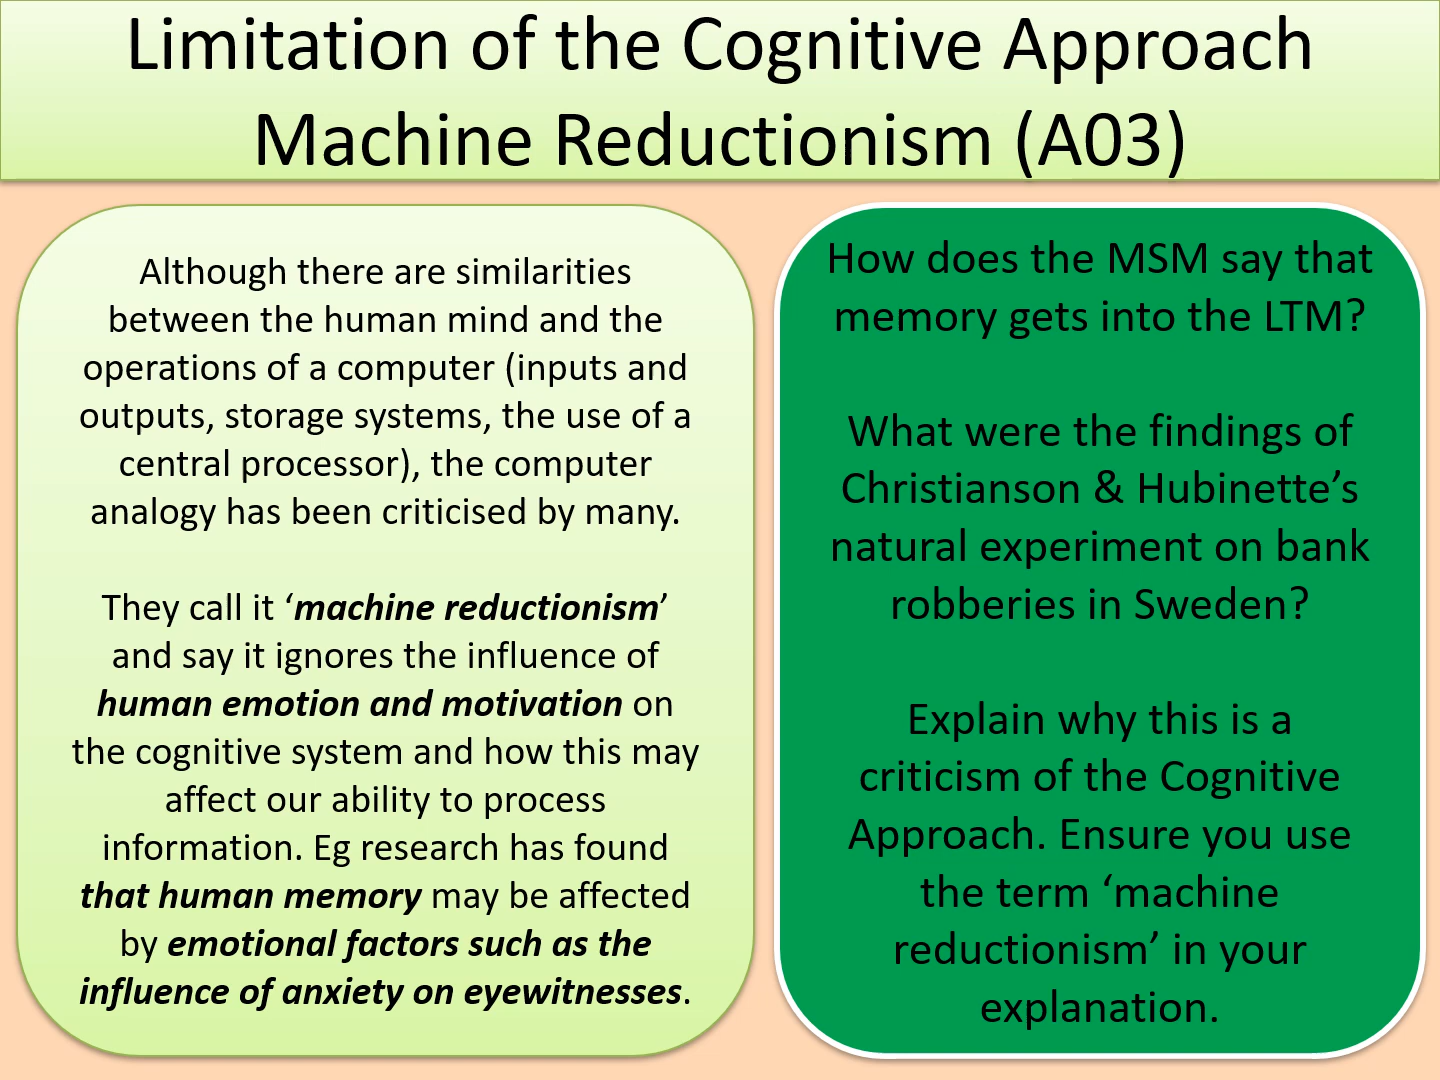 Limitation of the Cognitive Approach
Machine Reductionism (A03)
Although there are similarities
between the human mind and the
operations of a computer (inputs and
outputs, storage systems, the use of a
central processor), the computer
analogy has been criticised by many.
They call it ‘machine reductionism’
and say it ignores the influence of
human emotion and motivation on
the cognitive system and how this may
affect our ability to process
information. Eg research has found
that human memory may be affected
by emotional factors such as the
influence of anxiety on eyewitnesses.
How does the MSM say that
memory gets into the LTM?
What were the findings of
Christianson & Hubinette’s
natural experiment on bank
robberies in Sweden?
Explain why this is a
criticism of the Cognitive
Approach. Ensure you use
the term ‘machine
reductionism’ in your
explanation.